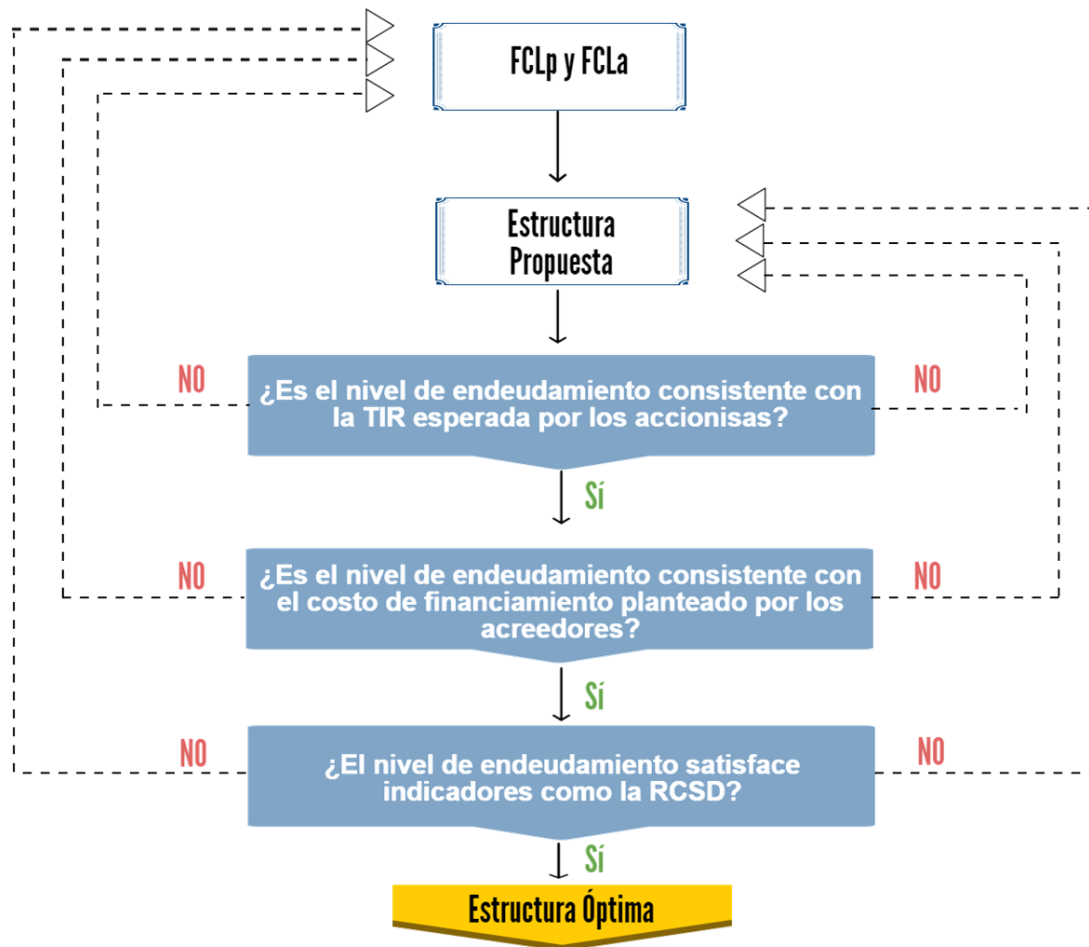 FCLp y FCLa
Estructura
Propuesta
NO
¿Es el nivel de endeudamiento consistente con
la TIR esperada por los accionisas?
NO
Sí
NO
¿Es el nivel de endeudamiento consistente con
el costo de financiamiento planteado por los
acreedores?
NO
Sí
NO
¿El nivel de endeudamiento satisface
indicadores como la RCSD?
NO
Sí
Estructura Óptima